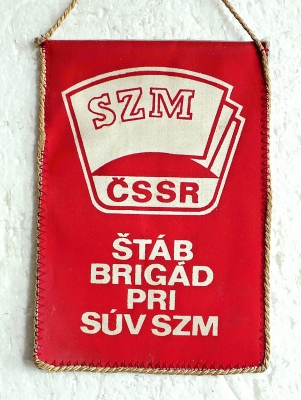 SZM
ČSSR
ŠTÁB
BRIGÁD
PRI
SÚV SZM